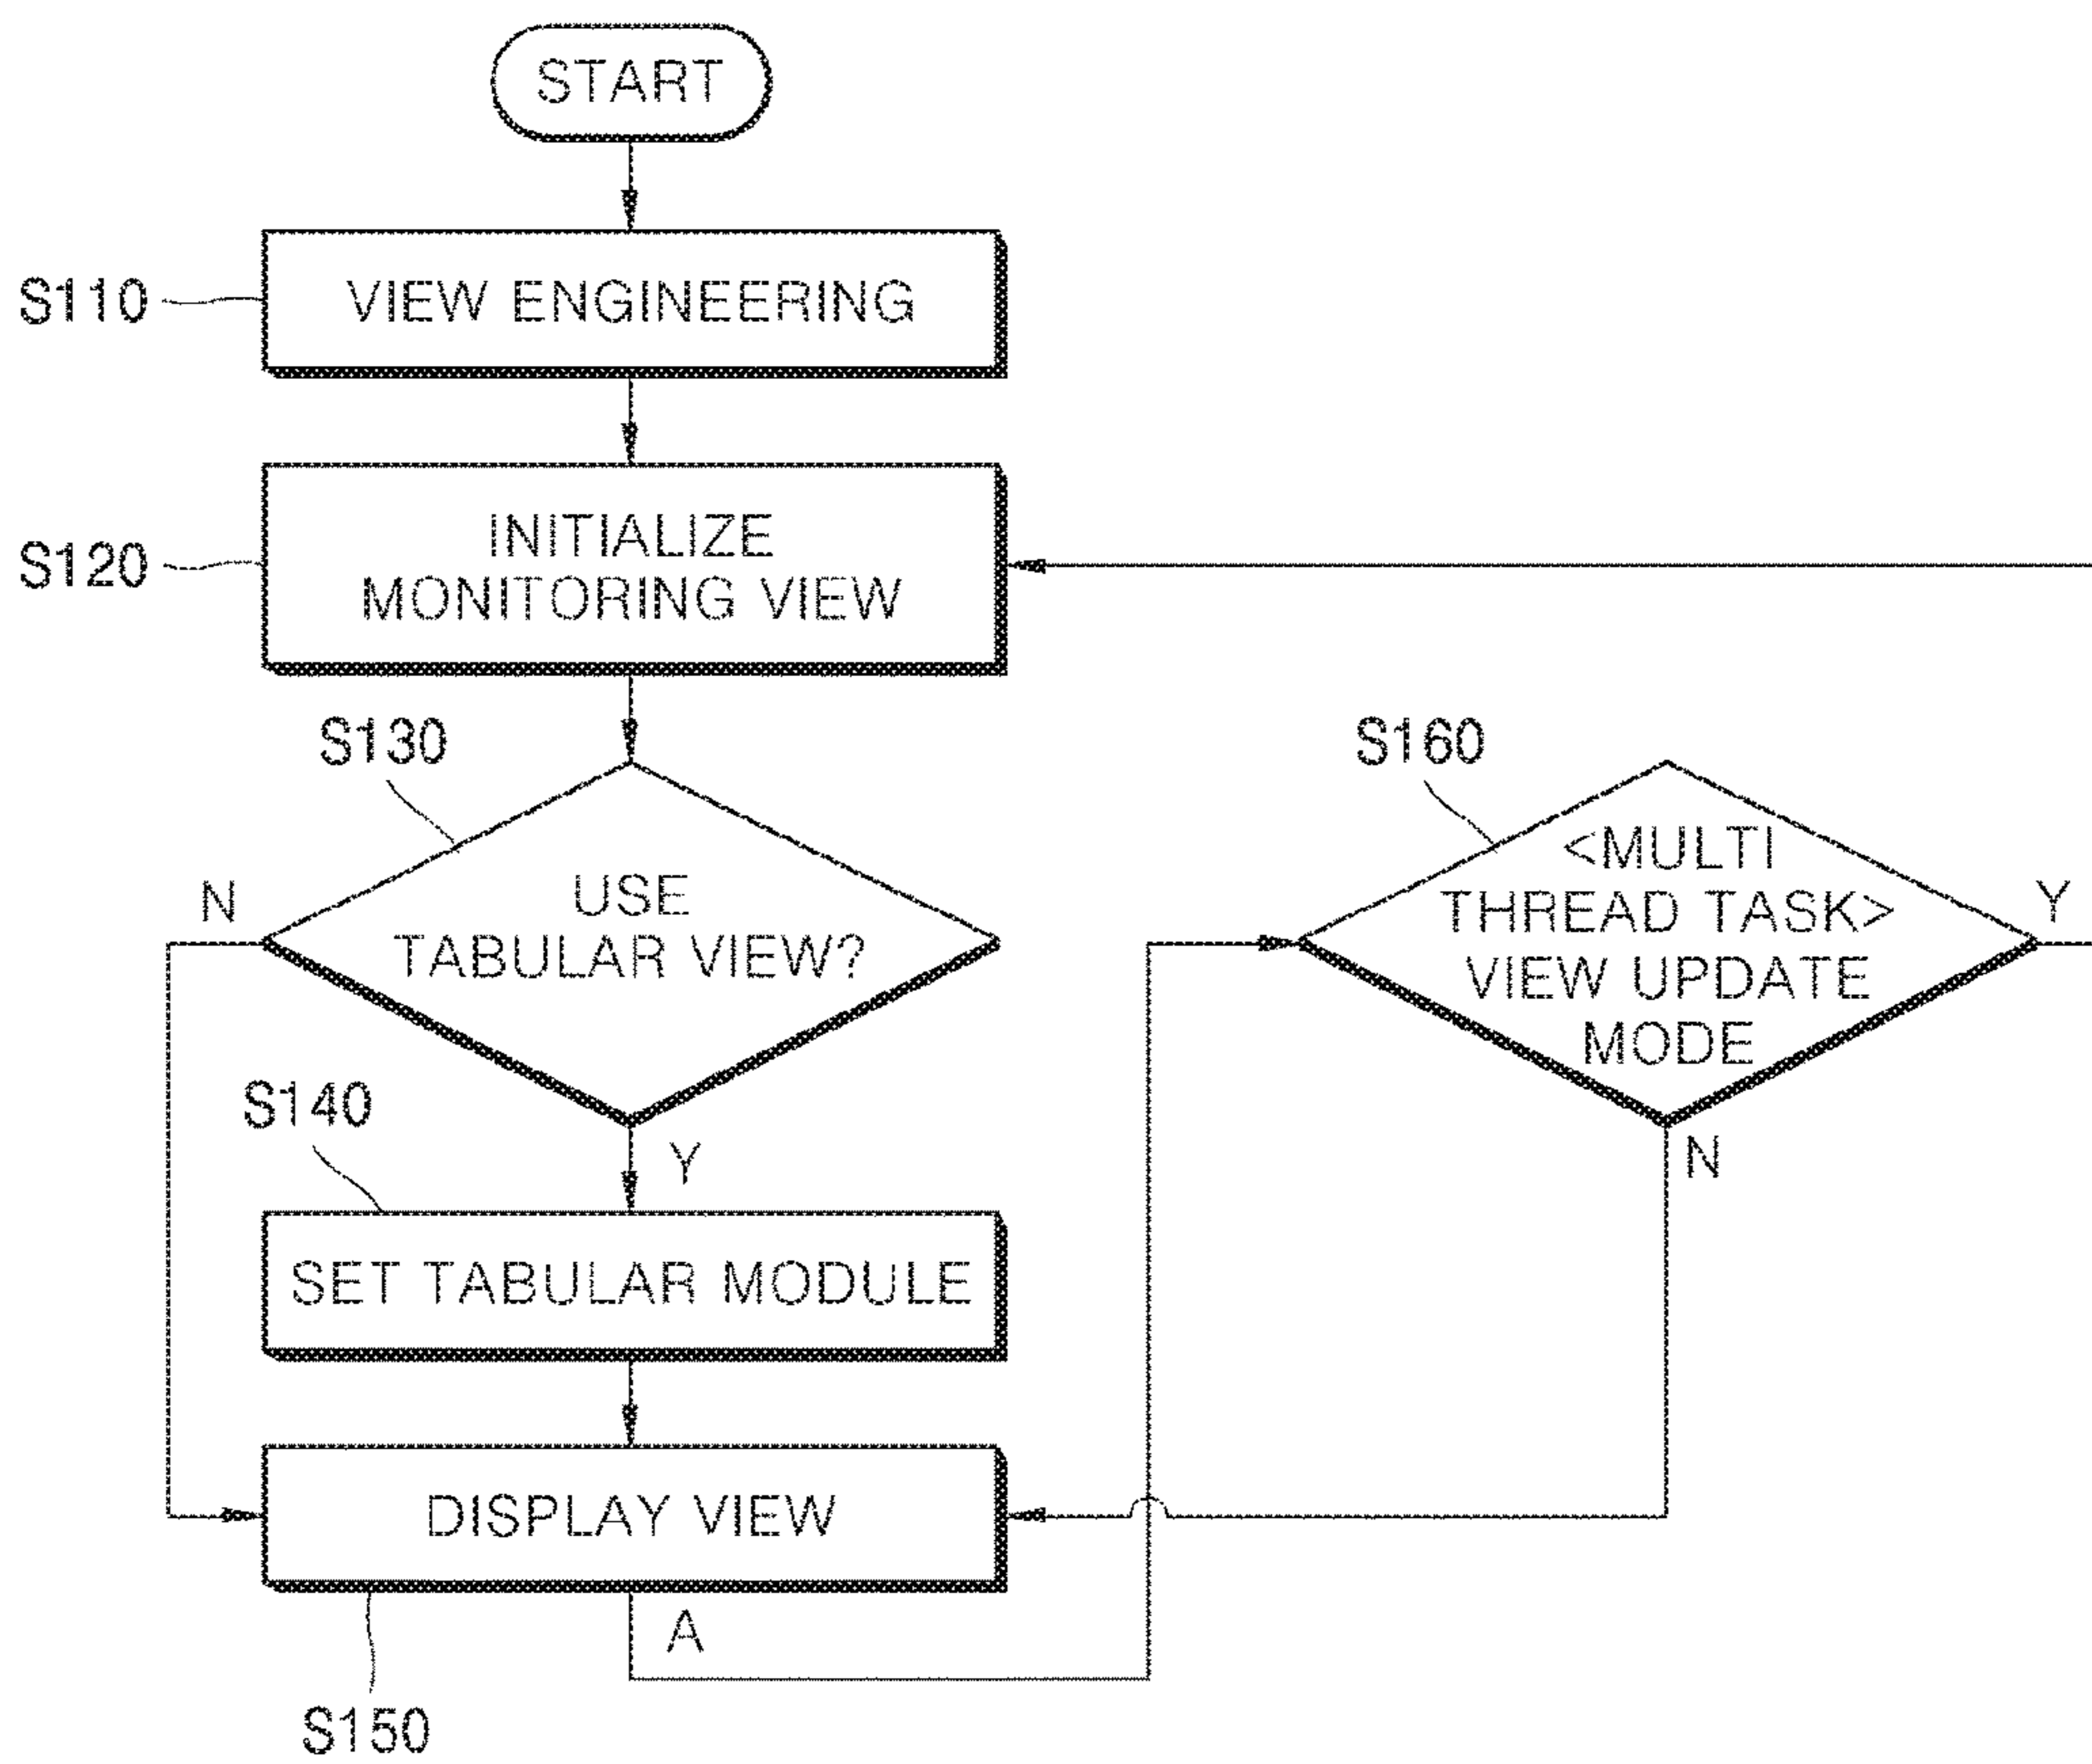 START
S110
VIEW ENGINEERING
S120
INITIALIZE
MONITORING VIEW
S130
N
USE
TABULAR VIEW?
Y
S140
SET TABULAR MODULE
DISPLAY VIEW
A
S150
S160
<MULTI
THREAD TASK>
VIEW UPDATE
MODE
Y
N